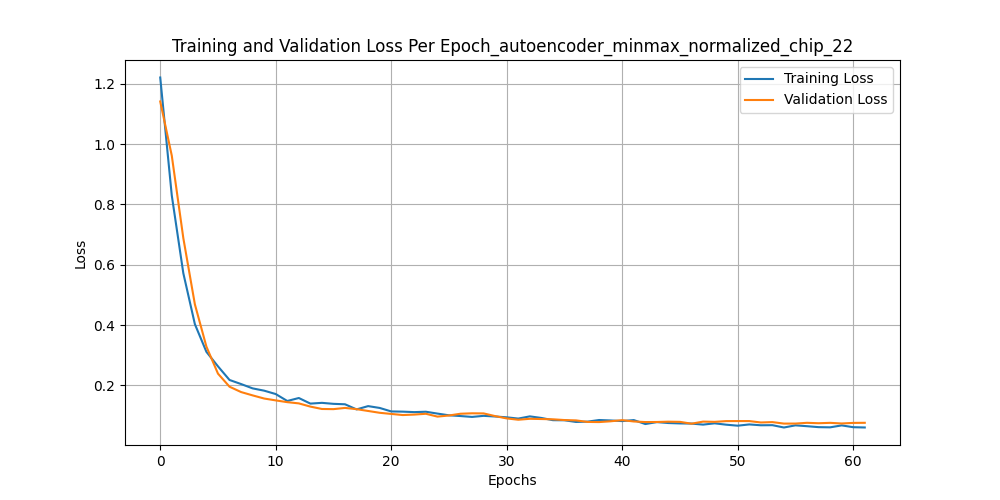 Training and Validation Loss Per Epoch_autoencoder_minmax_normalized_chip_22
Training Loss
Validation Loss
Loss
1.2
1.0
0.8
0.6
0.4
0.2
0 10 20 30 40 50 60
Epochs